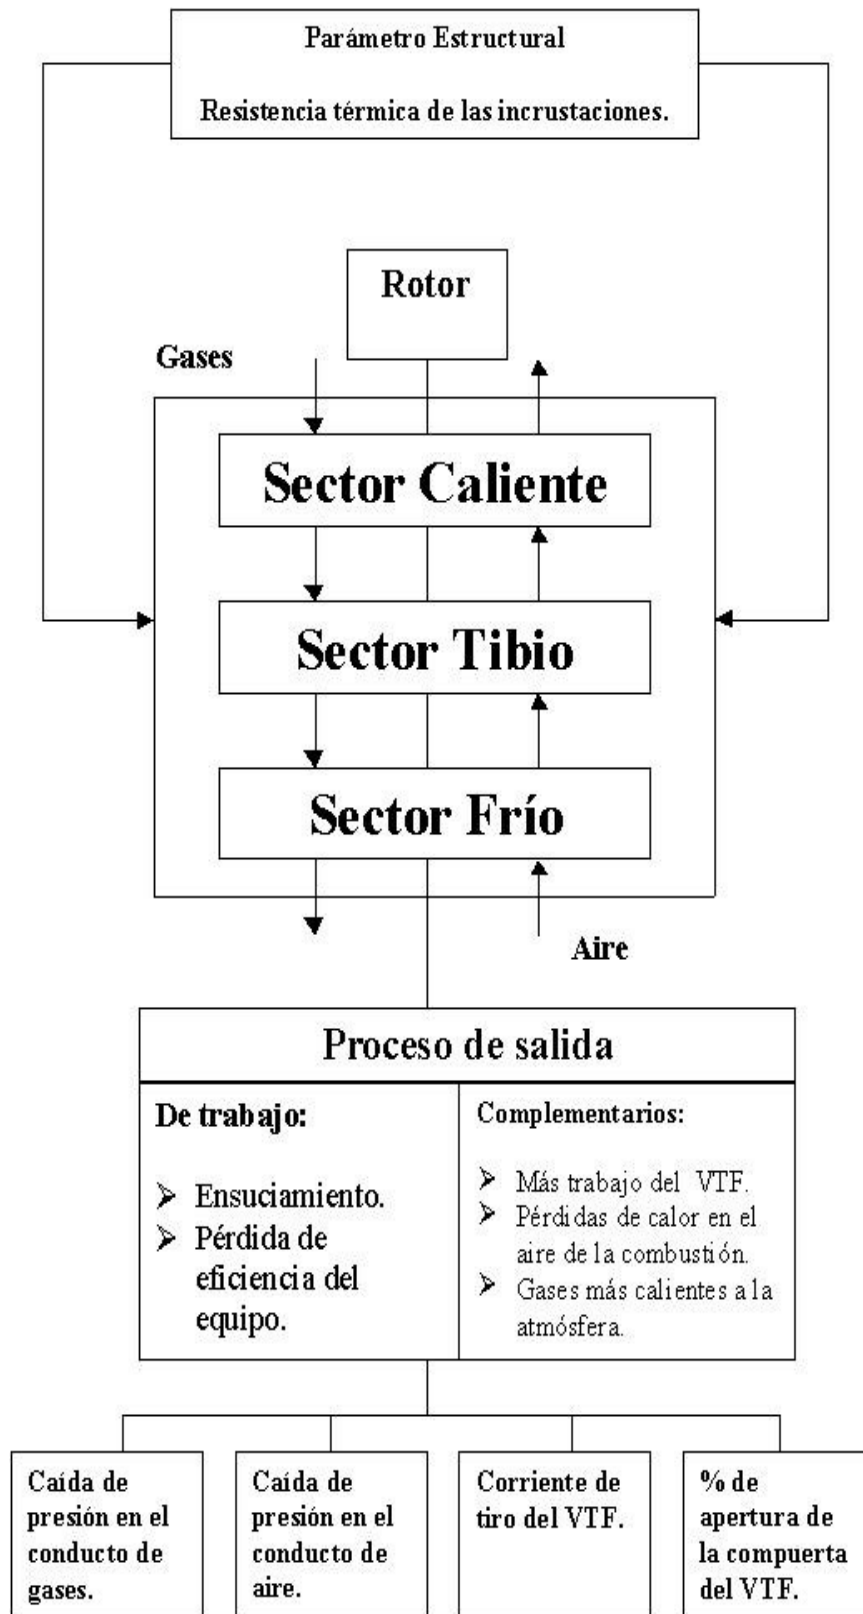 Parámetro Estructural
Resistencia térmica de las incrustaciones.
Rotor
Gases
Sector Caliente
Sector Tibio
Sector Frío
Aire
Proceso de salida
De trabajo:
Ensuciamiento.
Pérdida de
eficiencia del
equipo.
Complementarios:
Más trabajo del VTF.
Pérdidas de calor en el
aire de la combustión.
Gases más calientes a la
atmósfera.
Caída de
presión en el
conducto de
gases.
Caída de
presión en el
conducto de
aire.
Corriente de
tiro del VTF.
% de
apertura de
la compuerta
del VTF.